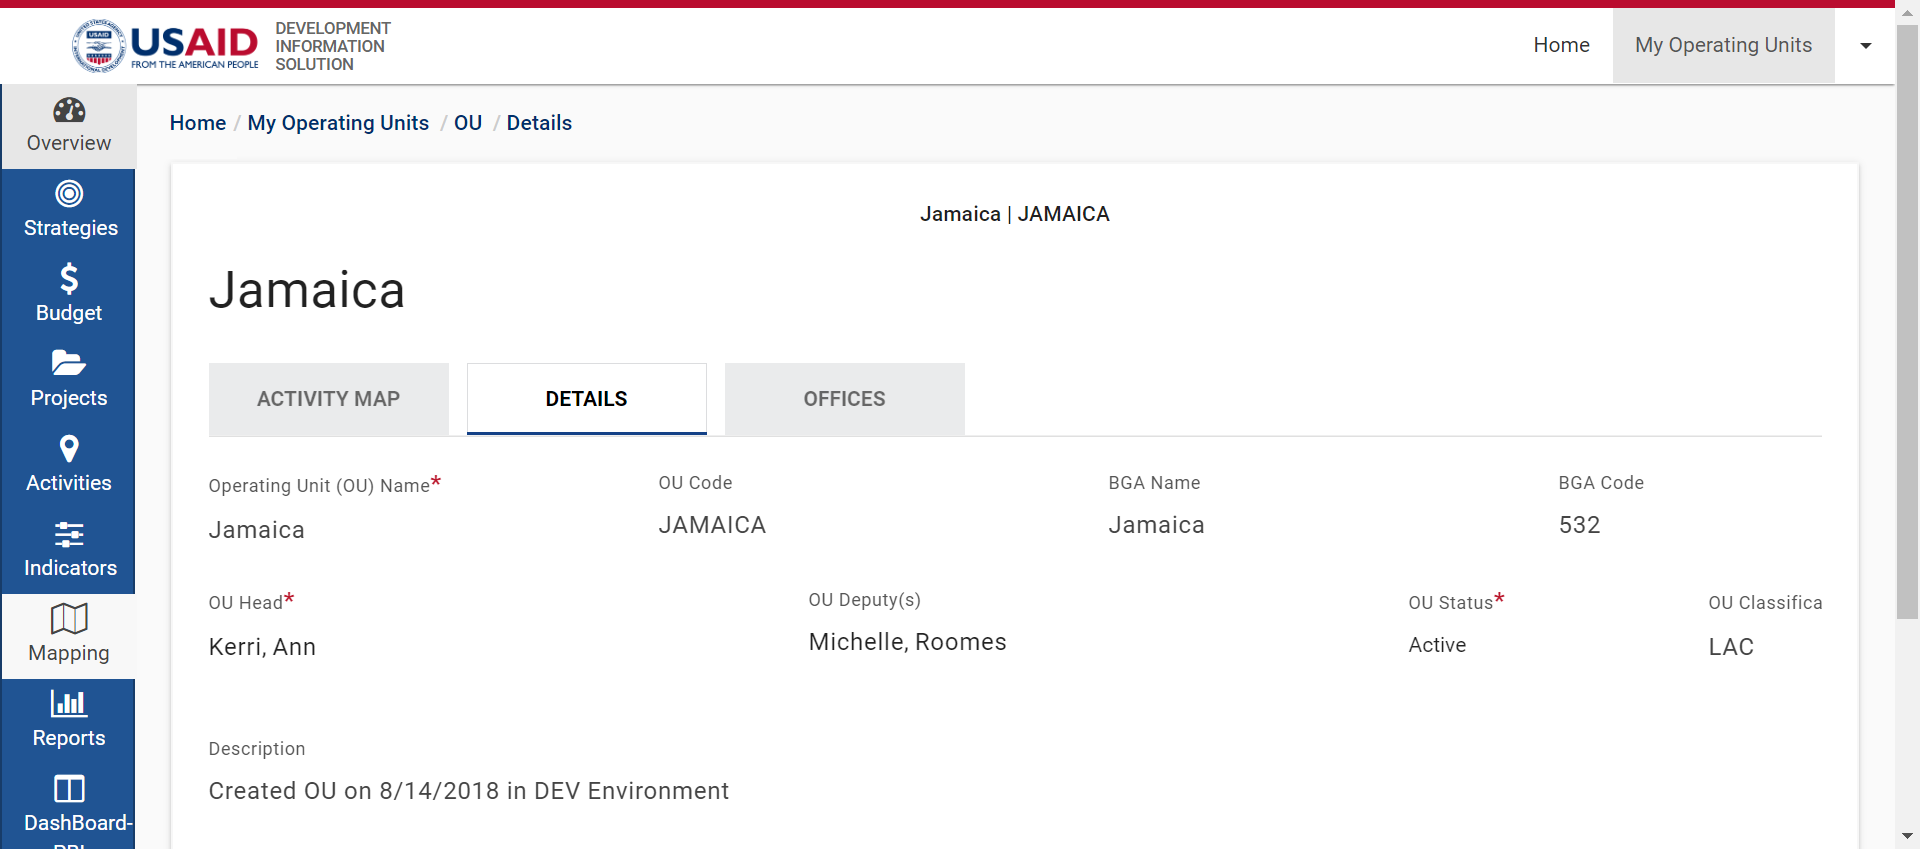 USAID
FROM THE AMERICAN PEOPLE
DEVELOPMENT
INFORMATION
SOLUTION
Home
My Operating Units
Overview
Strategies
Budget
Projects
Activities
Indicators
Mapping
Reports
DashBoard-
Home / My Operating Units / OU / Details
Jamaica | JAMAICA
Jamaica
ACTIVITY MAP
DETAILS
OFFICES
Operating Unit (OU) Name*
Jamaica
OU Code
JAMAICA
BGA Name
Jamaica
BGA Code
532
OU Head*
Kerri, Ann
OU Deputy(s)
Michelle, Roomes
OU Status*
Active
OU Classifica
LAC
Description
Created OU on 8/14/2018 in DEV Environment